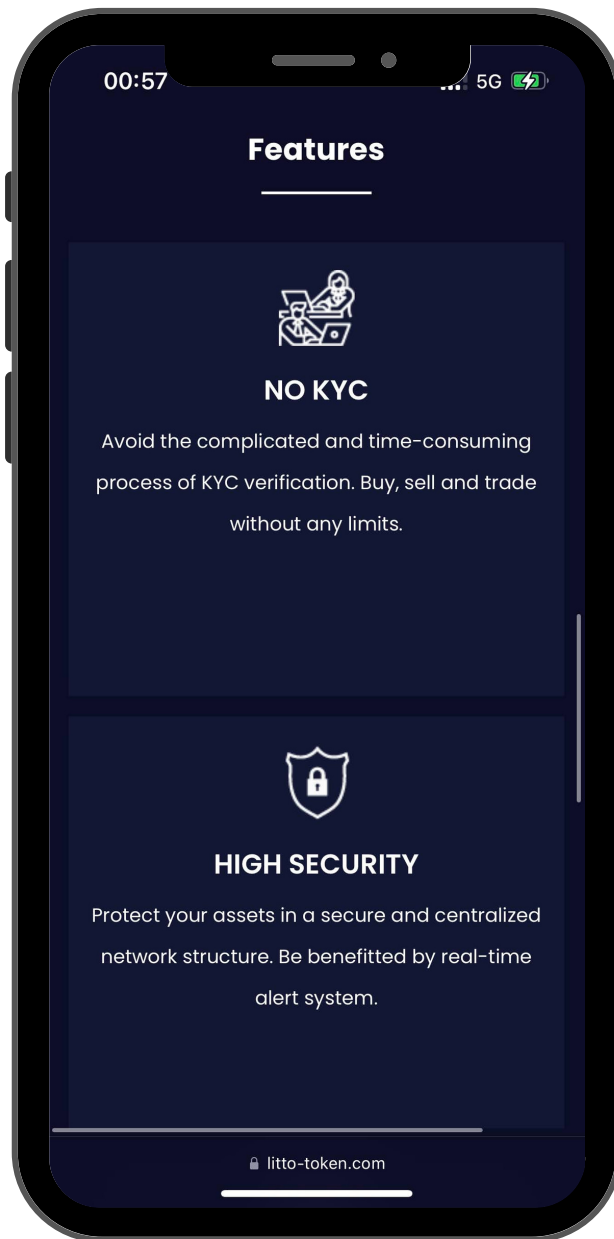 00:57 5G
Features
NO KYC
Avoid the complicated and time-consuming
process of KYC verification. Buy, sell and trade
without any limits.
HIGH SECURITY
Protect your assets in a secure and centralized
network structure. Be benefitted by real-time
alert system.
litto-token.com